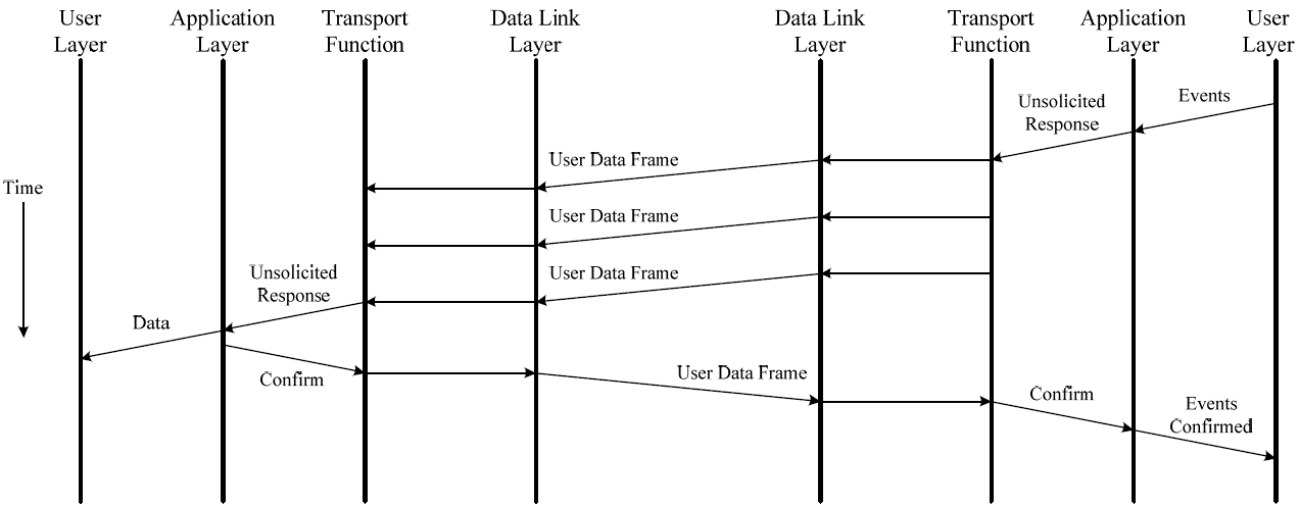 User Layer
Application Layer
Transport Function
Data Link Layer
Data Link Layer
Transport Function
Application Layer
User Layer
Events
Unsolicited
Response
User Data Frame
Time
User Data Frame
Unsolicited
Response
User Data Frame
Data
Confirm
User Data Frame
Confirm
Events
Confirmed